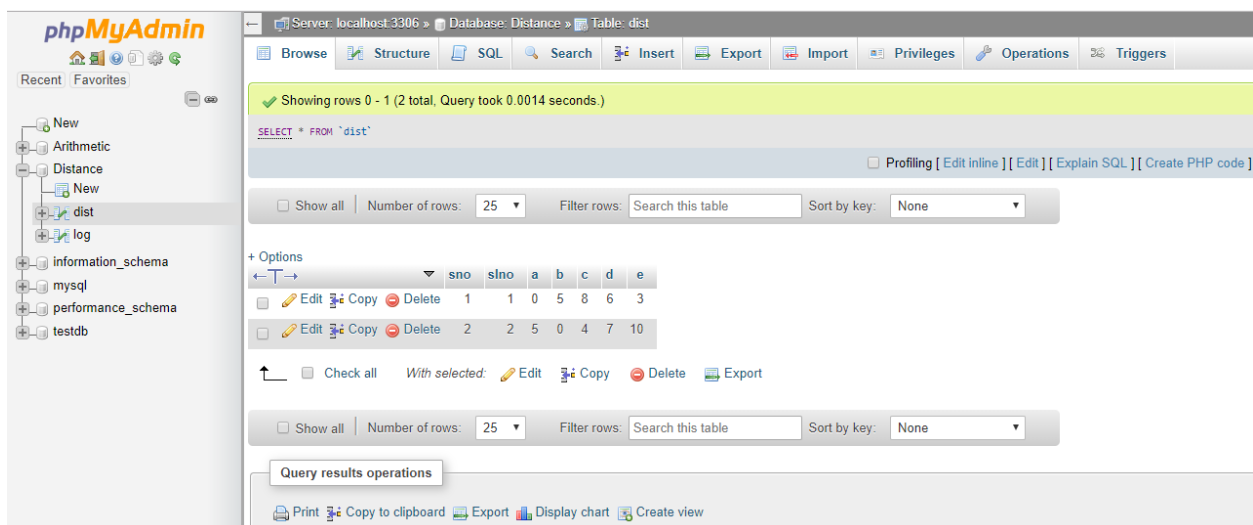 phpMyAdmin
Recent Favorites
New
Arithmetic
Distance
New
dist
log
information_schema
mysql
performance_schema
testdb
Server: localhost:3306 » Database: Distance » Table: dist
Browse Structure SQL Search Insert Export Import Privileges Operations Triggers
Showing rows 0 - 1 (2 total, Query took 0.0014 seconds.)
SELECT * FROM `dist`
Profiling [ Edit inline ] [ Edit ] [ Explain SQL ] [ Create PHP code ]
Show all Number of rows: 25 Filter rows: Search this table Sort by key: None
+ Options
sno slno a b c d e
Edit Copy Delete 1 1 0 5 8 6 3
Edit Copy Delete 2 2 5 0 4 7 10
Check all With selected: Edit Copy Delete Export
Show all Number of rows: 25 Filter rows: Search this table Sort by key: None
Query results operations
Print Copy to clipboard Export Display chart Create view